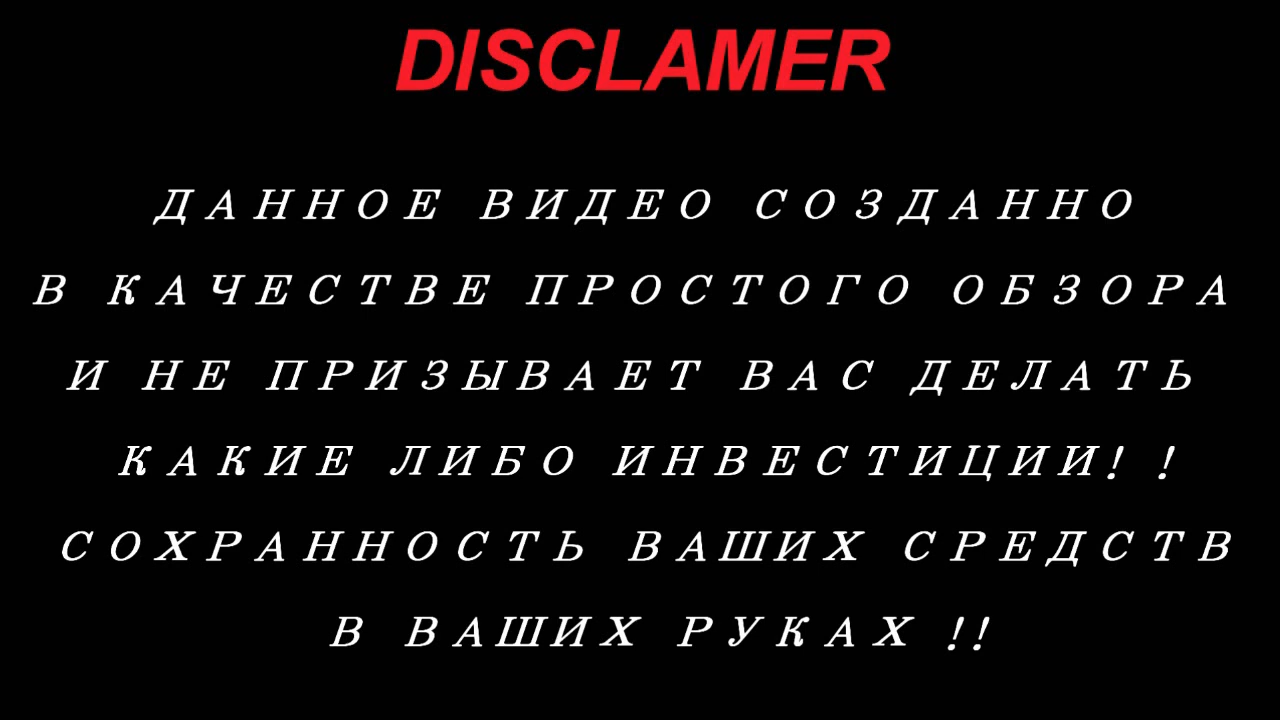 DISCLAMER
ДАННОЕ ВИДЕО СОЗДАННО
В КАЧЕСТВЕ ПРОСТОГО ОБЗОРА
И НЕ ПРИЗЫВАЕТ ВАС ДЕЛАТЬ
КАКИЕ ЛИБО ИНВЕСТИЦИИ! !
СОХРАННОСТЬ ВАШИХ СРЕДСТВ
В ВАШИХ РУКАХ !!